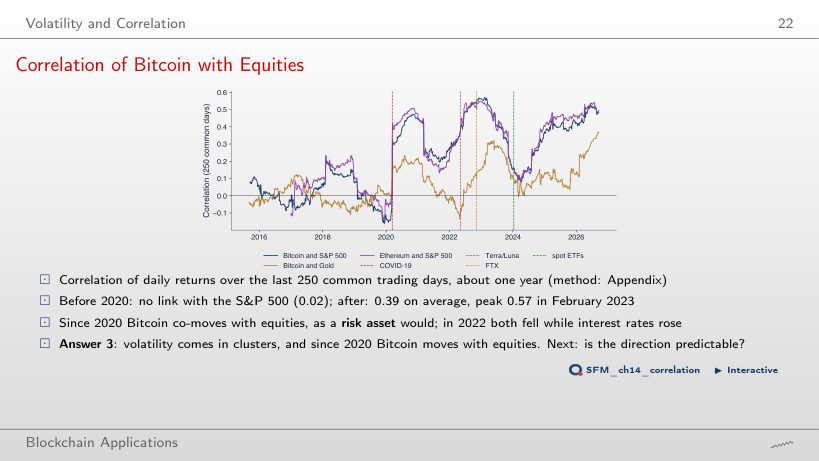 Volatility and Correlation 22
Correlation of Bitcoin with Equities
Correlation (250 common days)
0.6
0.5
0.4
0.3
0.2
0.1
0.0
−0.1
2016 2018 2020 2022 2024 2026
Bitcoin and S&P 500 Ethereum and S&P 500 Terra/Luna spot ETFs
Bitcoin and Gold COVID-19 FTX
Correlation of daily returns over the last 250 common trading days, about one year (method: Appendix)
Before 2020: no link with the S&P 500 (0.02); after: 0.39 on average, peak 0.57 in February 2023
Since 2020 Bitcoin co-moves with equities, as a risk asset would; in 2022 both fell while interest rates rose
Answer 3: volatility comes in clusters, and since 2020 Bitcoin moves with equities. Next: is the direction predictable?
SFM_ch14_correlation ▶ Interactive
Blockchain Applications